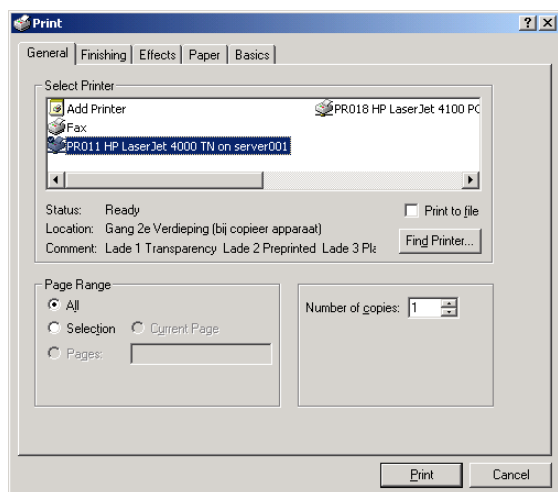 Print
General Finishing Effects Paper Basics
Select Printer
Add Printer
PR018 HP LaserJet 4100 PC
Fax
PR011 HP LaserJet 4000 TN on server001
Status: Ready
Print to file
Location: Gang 2e Verdieping (bij copieer apparaat)
Comment: Lade 1 Transparency Lade 2 Preprinted Lade 3 Pla
Find Printer...
Page Range
All
Selection Current Page
Pages:
Number of copies: 1
Print Cancel